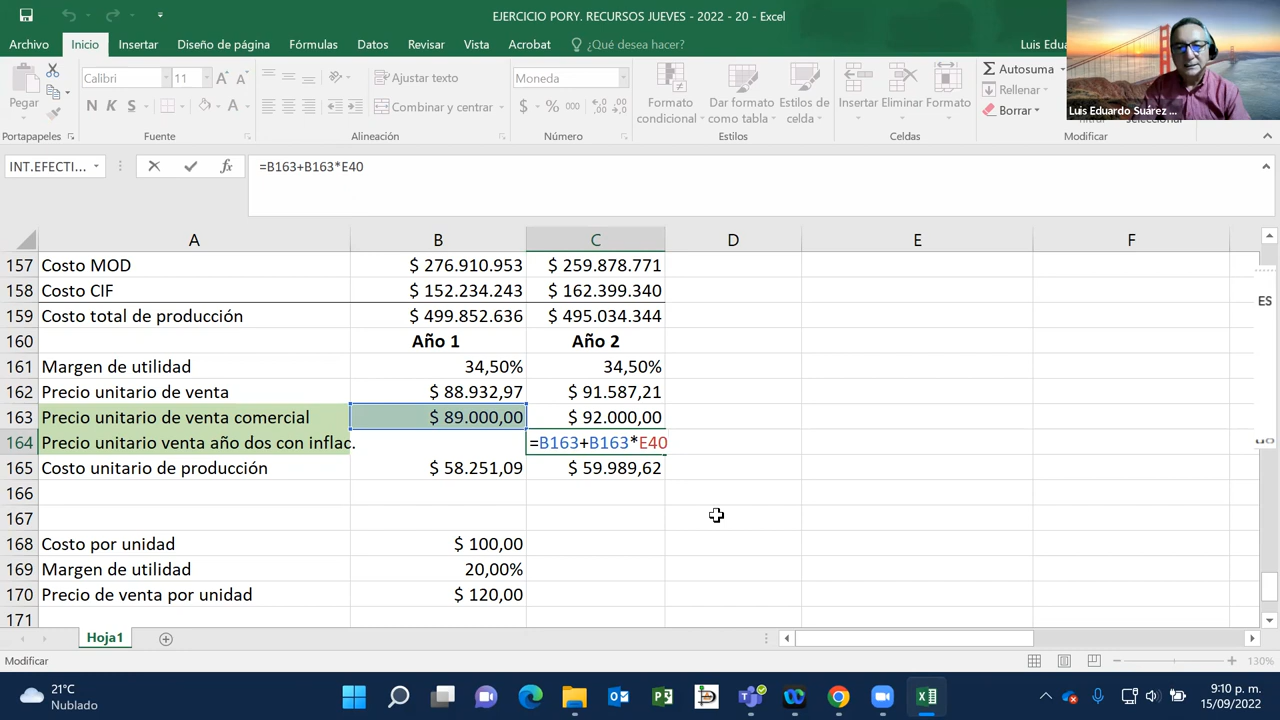 EJERCICIO PORY. RECURSOS JUEVES - 2022 - 20 - Excel
Luis Eduardo Suárez ...
Archivo Inicio Insertar Diseño de página Fórmulas Datos Revisar Vista Acrobat ¿Qué desea hacer? Luis Edu
Pegar
Calibri 11
N K S
Ajustar texto
Combinar y centrar
Moneda
$ % 000
Formato condicional
Dar formato como tabla
Estilos de celda
Insertar Eliminar Formato
Autosuma
Rellenar
Borrar
Portapapeles Fuente Alineación Número Estilos Celdas Modificar
INT.EFECTI... fx =B163+B163*E40
A B C D E F
157 Costo MOD $ 276.910.953 $ 259.878.771
158 Costo CIF $ 152.234.243 $ 162.399.340
159 Costo total de producción $ 499.852.636 $ 495.034.344
160 Año 1 Año 2
161 Margen de utilidad 34,50% 34,50%
162 Precio unitario de venta $ 88.932,97 $ 91.587,21
163 Precio unitario de venta comercial $ 89.000,00 $ 92.000,00
164 Precio unitario venta año dos con inflac. =B163+B163*E40
165 Costo unitario de producción $ 58.251,09 $ 59.989,62
166
167
168 Costo por unidad $ 100,00
169 Margen de utilidad 20,00%
170 Precio de venta por unidad $ 120,00
171
ES
Hoja1
Modificar 130%
21°C
Nublado
9:10 p. m.
15/09/2022